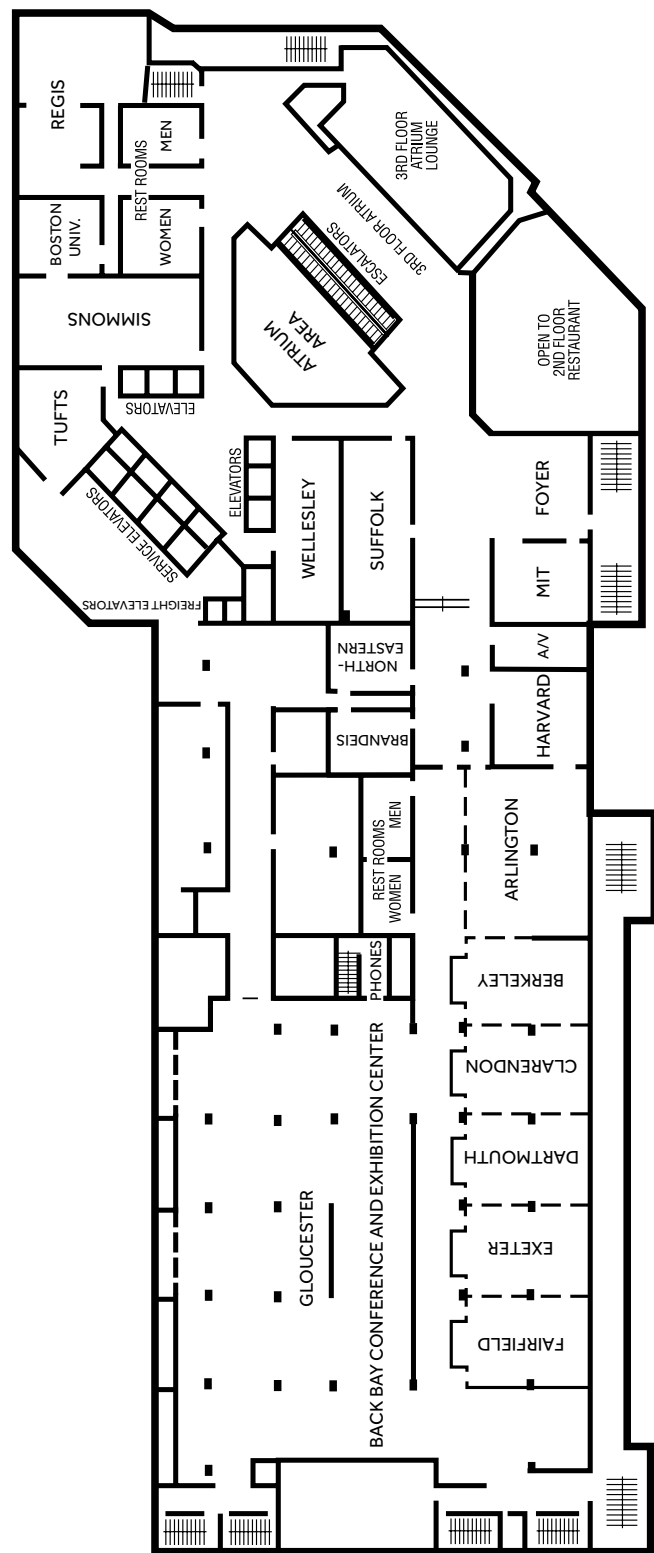 REGIS
MEN
REST ROOMS
WOMEN
BOSTON
UNIV.
3RD FLOOR
ATRIUM
LOUNGE
3RD FLOOR ATRIUM
ESCALATORS
ATRIUM
AREA
SIMMONS
OPEN TO
2ND FLOOR
RESTAURANT
ELEVATORS
TUFTS
SERVICE ELEVATORS
ELEVATORS
WELLESLEY
SUFFOLK
FOYER
FREIGHT ELEVATORS
MIT
NORTH-
EASTERN
A/V
BRANDEIS
HARVARD
REST ROOMS
MEN
WOMEN
ARLINGTON
PHONES
BERKELEY
CLARENDON
DARTMOUTH
EXETER
FAIRFIELD
GLOUCESTER
BACK BAY CONFERENCE AND EXHIBITION CENTER